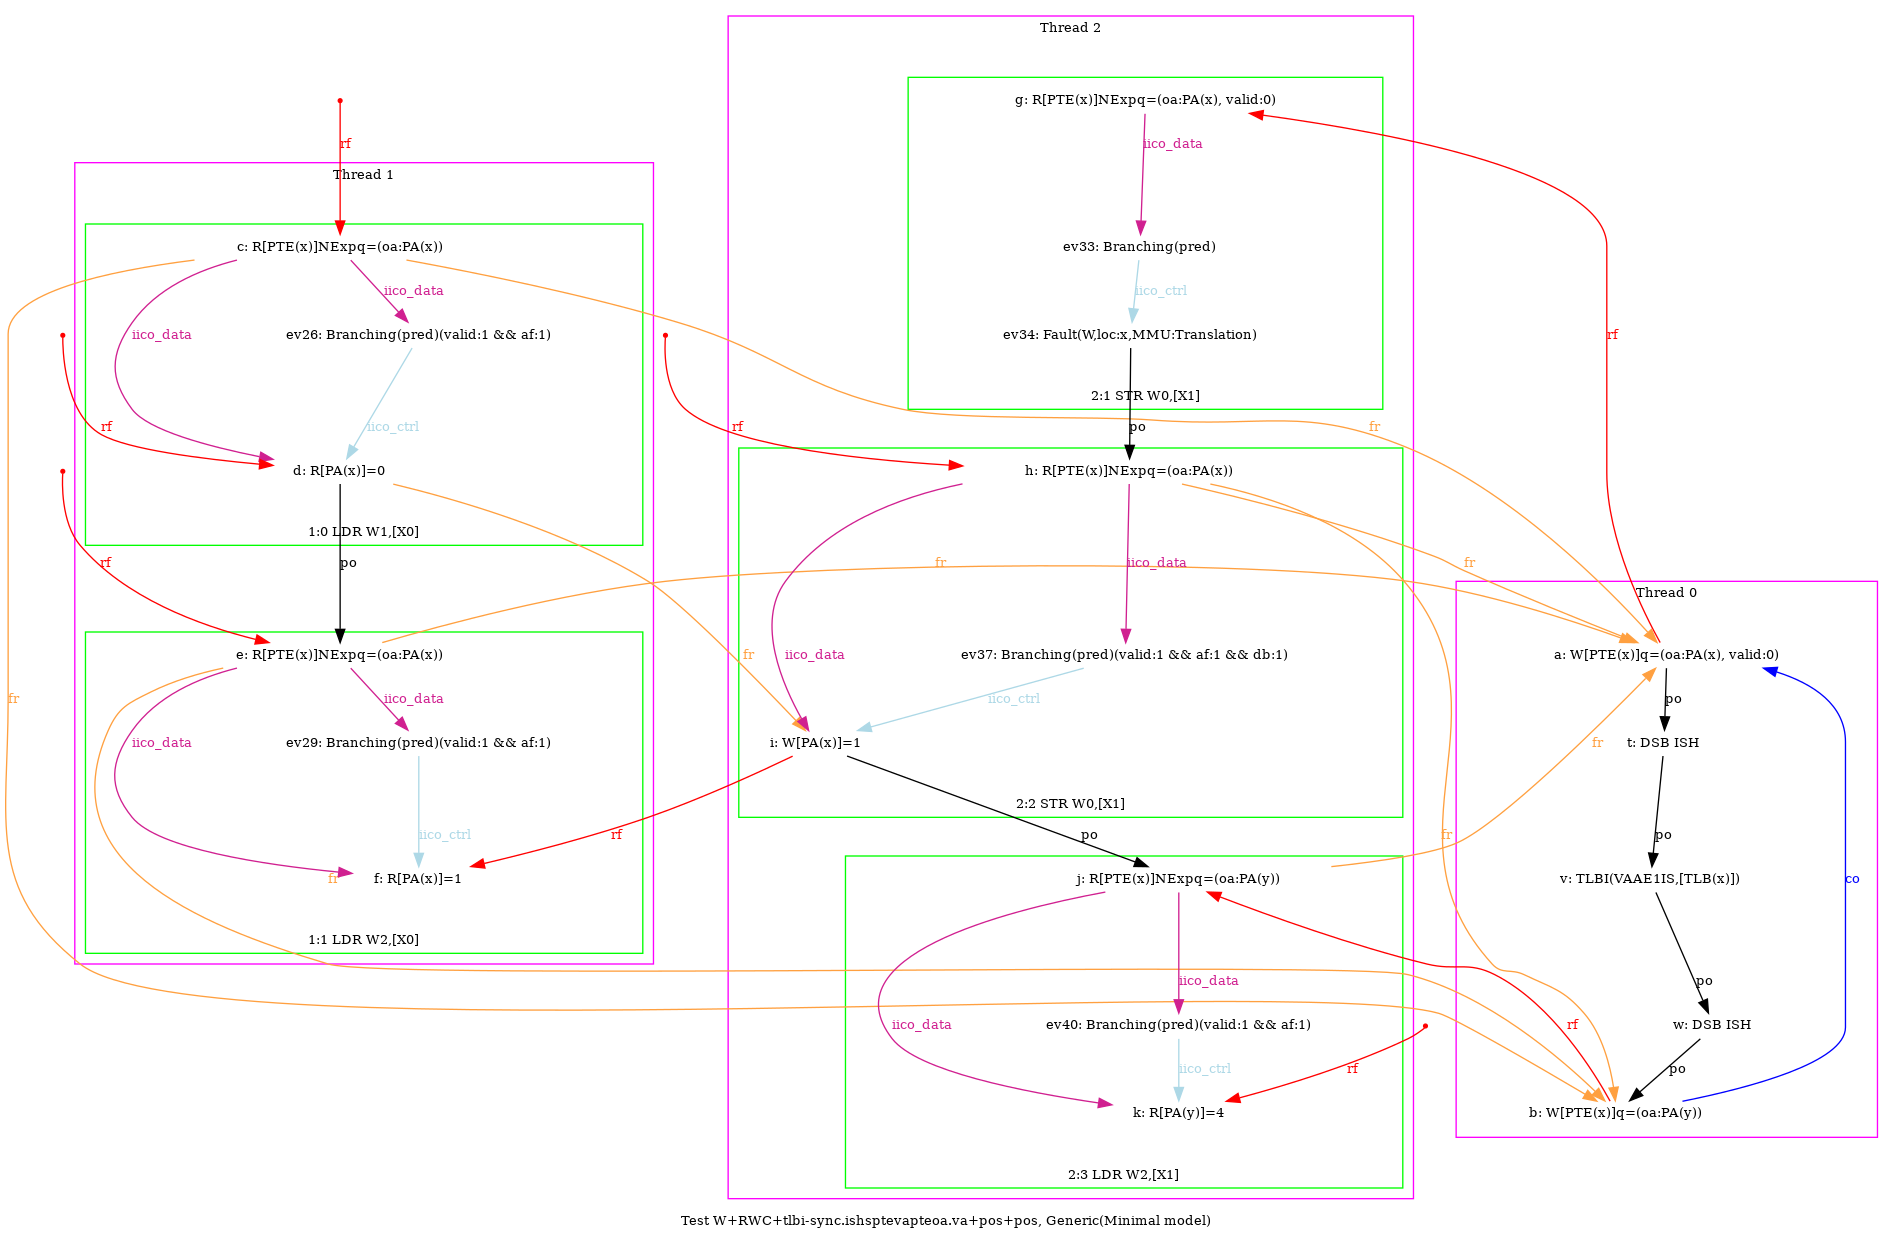 Thread 2
g: R[PTE(x)]NExpq=(oa:PA(x), valid:0)
rf
iico_data
Thread 1
c: R[PTE(x)]NExpq=(oa:PA(x))
ev33: Branching(pred)
iico_data
iico_ctrl
iico_data
ev26: Branching(pred)(valid:1 && af:1)
ev34: Fault(W,loc:x,MMU:Translation)
rf
2:1 STR W0,[X1]
rf
iico_ctrl
rf
po
fr
d: R[PA(x)]=0
h: R[PTE(x)]NExpq=(oa:PA(x))
1:0 LDR W1,[X0]
rf
po
fr
iico_data
fr
Thread 0
e: R[PTE(x)]NExpq=(oa:PA(x))
fr
iico_data
ev37: Branching(pred)(valid:1 && af:1 && db:1)
a: W[PTE(x)]q=(oa:PA(x), valid:0)
fr
iico_data
iico_ctrl
po
iico_data
ev29: Branching(pred)(valid:1 && af:1)
i: W[PA(x)]=1
fr
t: DSB ISH
2:2 STR W0,[X1]
iico_ctrl
rf
po
fr
po
fr
f: R[PA(x)]=1
j: R[PTE(x)]NExpq=(oa:PA(y))
v: TLBI(VAAE1IS,[TLB(x)])
co
1:1 LDR W2,[X0]
iico_data
po
iico_data
ev40: Branching(pred)(valid:1 && af:1)
rf
w: DSB ISH
iico_ctrl
rf
po
k: R[PA(y)]=4
b: W[PTE(x)]q=(oa:PA(y))
2:3 LDR W2,[X1]
Test W+RWC+tlbi-sync.ishsptevapteoa.va+pos+pos, Generic(Minimal model)